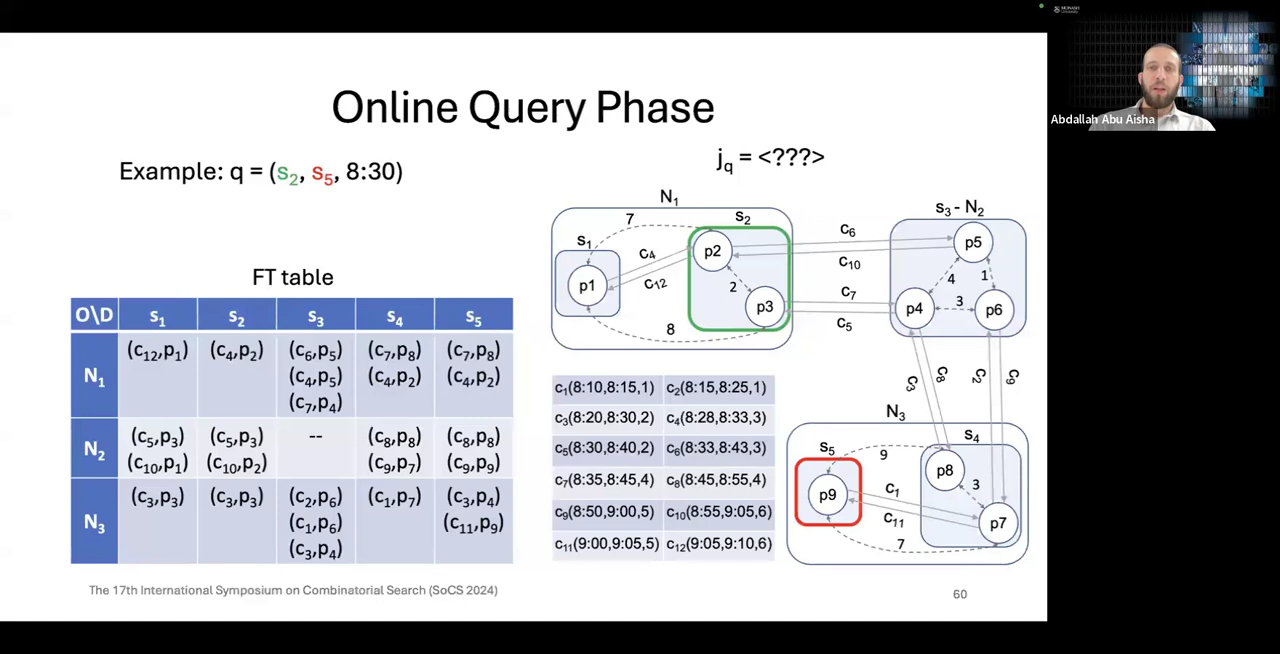 MONASH University
Abdallah Abu Aisha
Online Query Phase
Example: q = (s2, s5, 8:30)
jq = <???>
FT table
O\D s1 s2 s3 s4 s5
N1 (c12,p1) (c4,p2) (c6,p5) (c7,p8) (c7,p8)
(c4,p5) (c4,p2) (c4,p2)
(c7,p4)
N2 (c5,p3) (c5,p3) -- (c8,p8) (c8,p8)
(c10,p1) (c10,p2) (c9,p7) (c9,p9)
N3 (c3,p3) (c3,p3) (c2,p6) (c1,p7) (c3,p4)
(c1,p6) (c11,p9)
(c3,p4)
N1
s1
s2
7
p1
p2
p3
c4
c12
2
8
c6
c10
c7
c5
s3 - N2
p5
p4
p6
4
1
3
c3
c8
c2
c9
c1(8:10,8:15,1) c2(8:15,8:25,1)
c3(8:20,8:30,2) c4(8:28,8:33,3)
c5(8:30,8:40,2) c6(8:33,8:43,3)
c7(8:35,8:45,4) c8(8:45,8:55,4)
c9(8:50,9:00,5) c10(8:55,9:05,6)
c11(9:00,9:05,5) c12(9:05,9:10,6)
N3
s5
s4
9
p8
p9
p7
c1
c11
3
7
The 17th International Symposium on Combinatorial Search (SoCS 2024)
60